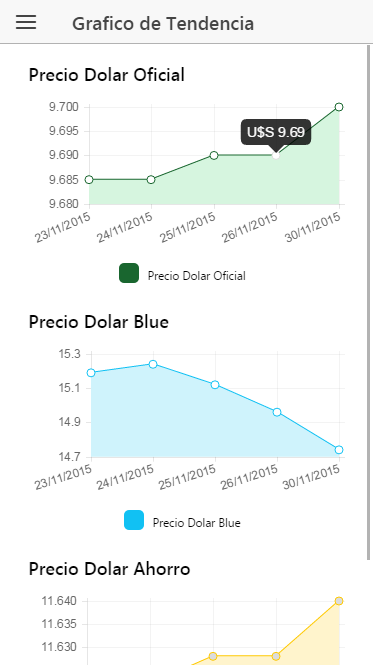 Grafico de Tendencia
Precio Dolar Oficial
9.700
9.695
9.690
9.685
9.680
U$S 9.69
23/11/2015 24/11/2015 25/11/2015 26/11/2015 30/11/2015
Precio Dolar Oficial
Precio Dolar Blue
15.3
15.1
14.9
14.7
23/11/2015 24/11/2015 25/11/2015 26/11/2015 30/11/2015
Precio Dolar Blue
Precio Dolar Ahorro
11.640
11.635
11.630